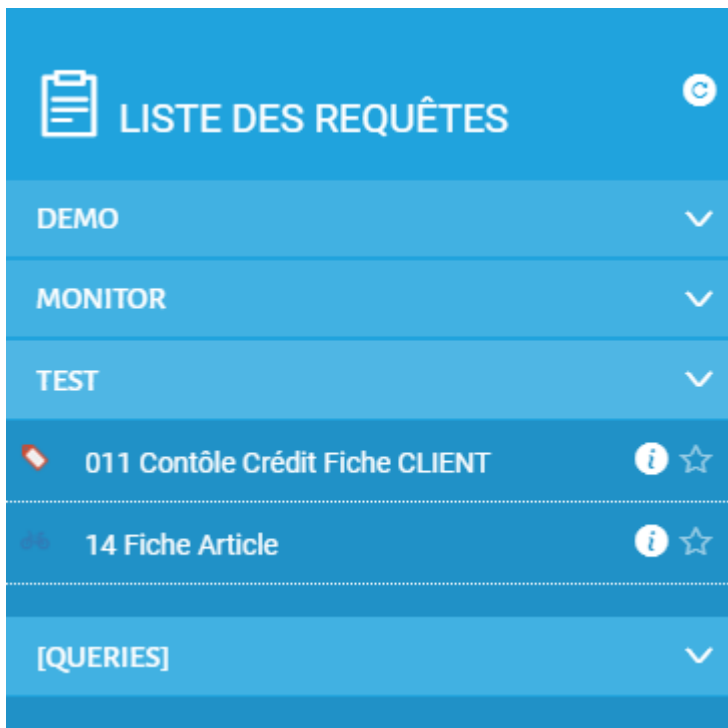 LISTE DES REQUÊTES
DEMO
MONITOR
TEST
011 Contôle Crédit Fiche CLIENT
14 Fiche Article
[QUERIES]